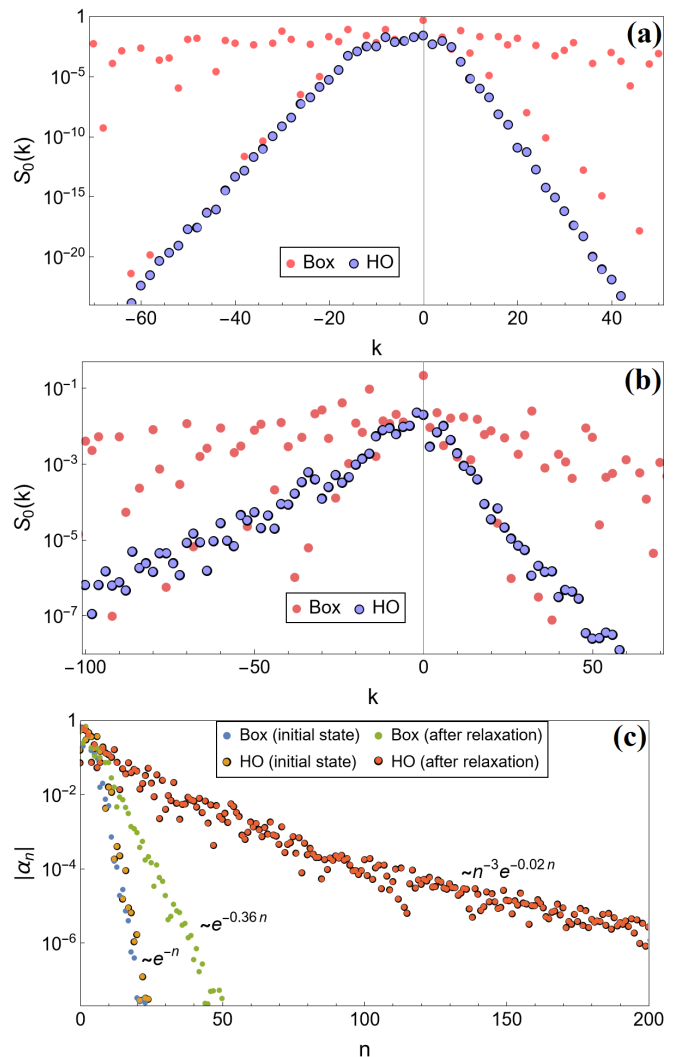 (a)
1
10⁻⁵
10⁻¹⁰
10⁻¹⁵
10⁻²⁰
S₀(k)
Box HO
−60 −40 −20 0 20 40
k
(b)
10⁻¹
10⁻³
10⁻⁵
10⁻⁷
S₀(k)
Box HO
−100 −50 0 50
k
(c)
Box (initial state) Box (after relaxation)
HO (initial state) HO (after relaxation)
1
10⁻²
10⁻⁴
10⁻⁶
|αₙ|
~n⁻³e^−0.02n
~e^−0.36n
~e⁻ⁿ
0 50 100 150 200
n